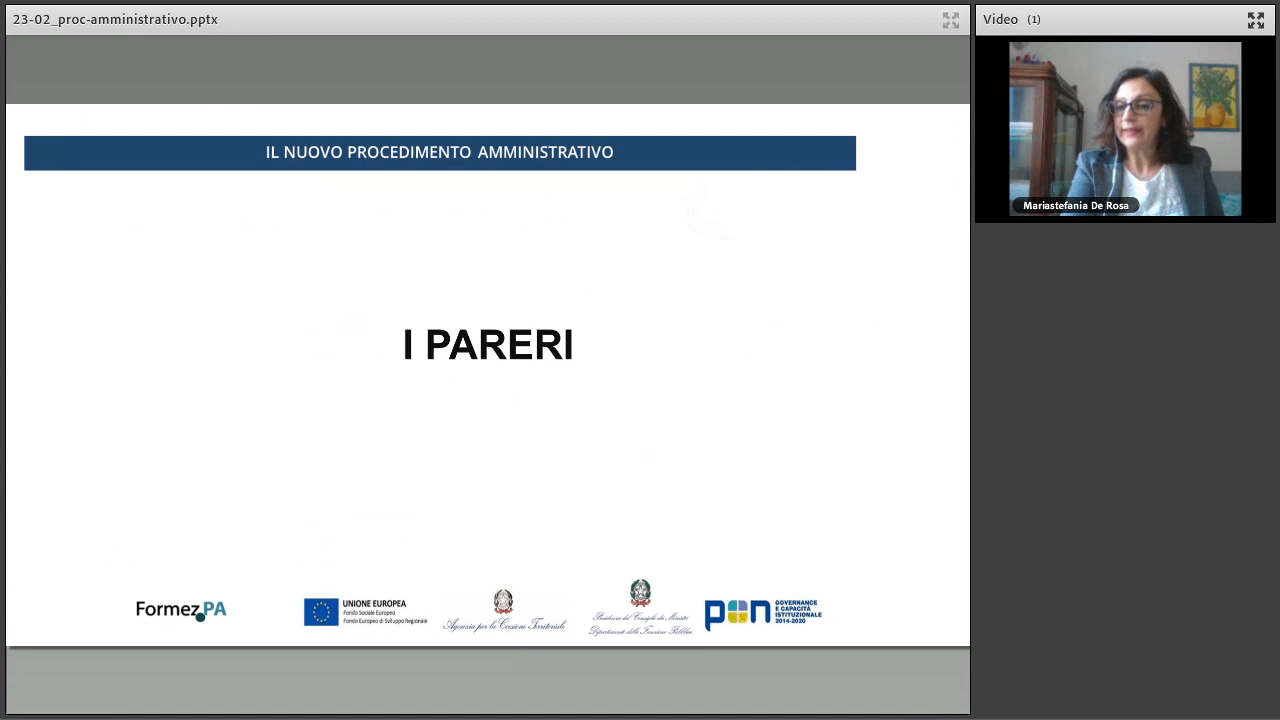 23-02_proc-amministrativo.pptx
Video (1)
Mariastefania De Rosa
IL NUOVO PROCEDIMENTO AMMINISTRATIVO
I PARERI
FormezPA
UNIONE EUROPEA
Fondo Sociale Europeo
Fondo Europeo di Sviluppo Regionale
Agenzia per la Coesione Territoriale
Presidenza del Consiglio dei Ministri
Dipartimento della Funzione Pubblica
pon
GOVERNANCE
E CAPACITÀ
ISTITUZIONALE
2014-2020